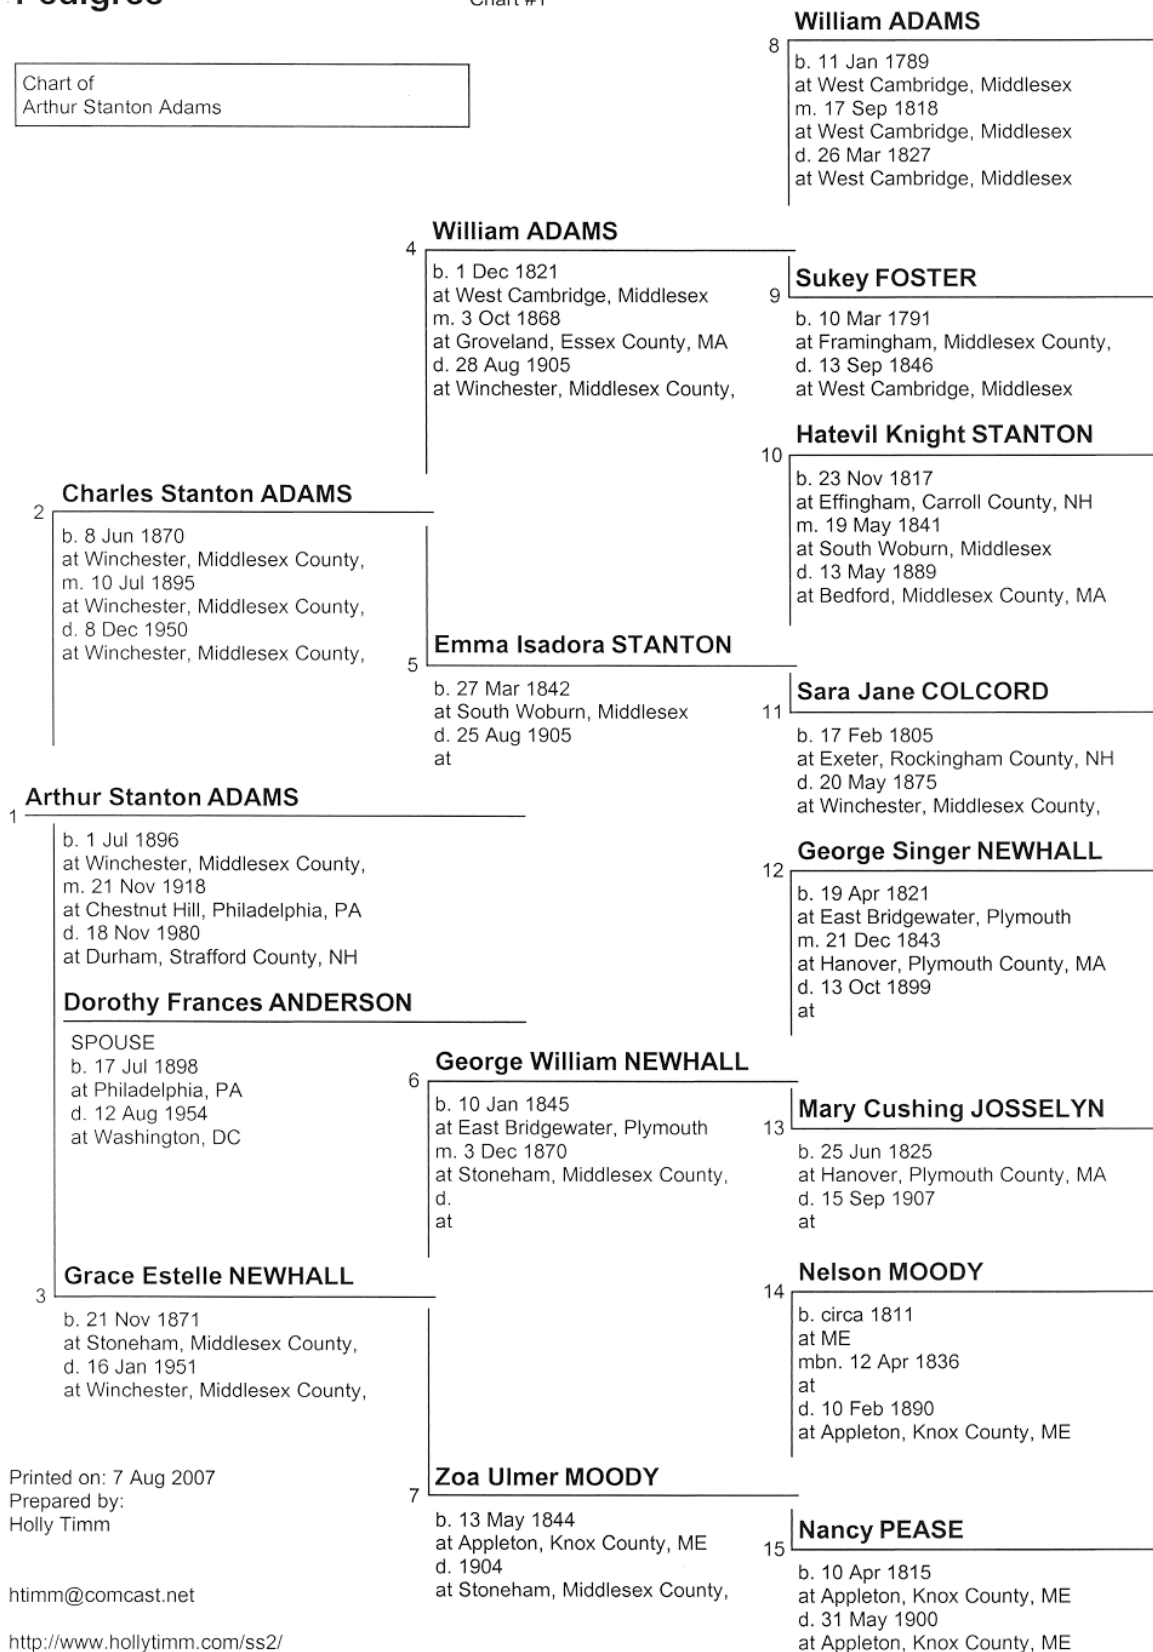 Pedigree
Chart #1
Chart of
Arthur Stanton Adams
William ADAMS
8
b. 11 Jan 1789
at West Cambridge, Middlesex
m. 17 Sep 1818
at West Cambridge, Middlesex
d. 26 Mar 1827
at West Cambridge, Middlesex
William ADAMS
4
b. 1 Dec 1821
at West Cambridge, Middlesex
m. 3 Oct 1868
at Groveland, Essex County, MA
d. 28 Aug 1905
at Winchester, Middlesex County,
Sukey FOSTER
9
b. 10 Mar 1791
at Framingham, Middlesex County,
d. 13 Sep 1846
at West Cambridge, Middlesex
Hatevil Knight STANTON
10
b. 23 Nov 1817
at Effingham, Carroll County, NH
m. 19 May 1841
at South Woburn, Middlesex
d. 13 May 1889
at Bedford, Middlesex County, MA
Charles Stanton ADAMS
2
b. 8 Jun 1870
at Winchester, Middlesex County,
m. 10 Jul 1895
at Winchester, Middlesex County,
d. 8 Dec 1950
at Winchester, Middlesex County,
Emma Isadora STANTON
5
b. 27 Mar 1842
at South Woburn, Middlesex
d. 25 Aug 1905
at
Sara Jane COLCORD
11
b. 17 Feb 1805
at Exeter, Rockingham County, NH
d. 20 May 1875
at Winchester, Middlesex County,
Arthur Stanton ADAMS
1
b. 1 Jul 1896
at Winchester, Middlesex County,
m. 21 Nov 1918
at Chestnut Hill, Philadelphia, PA
d. 18 Nov 1980
at Durham, Strafford County, NH
Dorothy Frances ANDERSON
SPOUSE
b. 17 Jul 1898
at Philadelphia, PA
d. 12 Aug 1954
at Washington, DC
George Singer NEWHALL
12
b. 19 Apr 1821
at East Bridgewater, Plymouth
m. 21 Dec 1843
at Hanover, Plymouth County, MA
d. 13 Oct 1899
at
George William NEWHALL
6
b. 10 Jan 1845
at East Bridgewater, Plymouth
m. 3 Dec 1870
at Stoneham, Middlesex County,
d.
at
Mary Cushing JOSSELYN
13
b. 25 Jun 1825
at Hanover, Plymouth County, MA
d. 15 Sep 1907
at
Grace Estelle NEWHALL
3
b. 21 Nov 1871
at Stoneham, Middlesex County,
d. 16 Jan 1951
at Winchester, Middlesex County,
Nelson MOODY
14
b. circa 1811
at ME
mbn. 12 Apr 1836
at
d. 10 Feb 1890
at Appleton, Knox County, ME
Zoa Ulmer MOODY
7
b. 13 May 1844
at Appleton, Knox County, ME
d. 1904
at Stoneham, Middlesex County,
Nancy PEASE
15
b. 10 Apr 1815
at Appleton, Knox County, ME
d. 31 May 1900
at Appleton, Knox County, ME
Printed on: 7 Aug 2007
Prepared by:
Holly Timm
htimm@comcast.net
http://www.hollytimm.com/ss2/